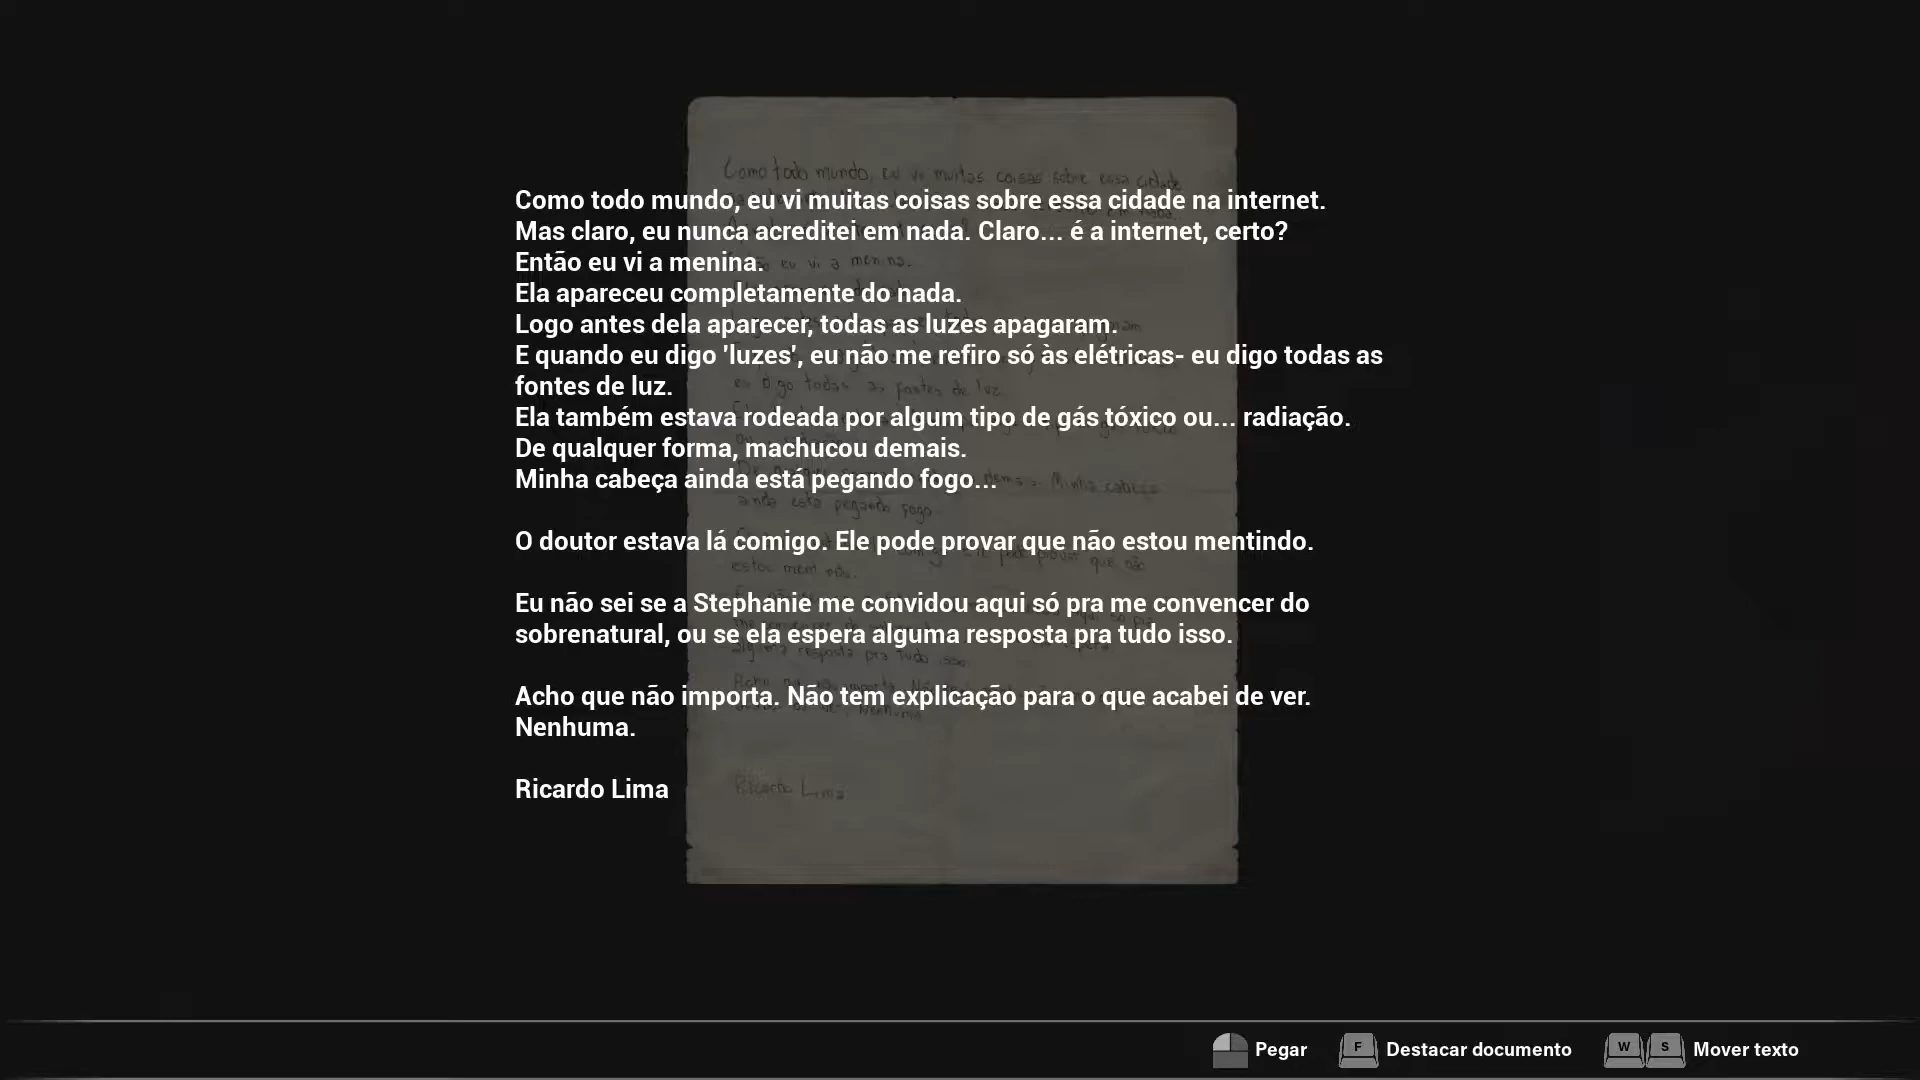 Como todo mundo, eu vi muitas coisas sobre essa cidade na internet.
Mas claro, eu nunca acreditei em nada. Claro... é a internet, certo?
Então eu vi a menina.
Ela apareceu completamente do nada.
Logo antes dela aparecer, todas as luzes apagaram.
E quando eu digo 'luzes', eu não me refiro só às elétricas- eu digo todas as
fontes de luz.
Ela também estava rodeada por algum tipo de gás tóxico ou... radiação.
De qualquer forma, machucou demais.
Minha cabeça ainda está pegando fogo...
O doutor estava lá comigo. Ele pode provar que não estou mentindo.
Eu não sei se a Stephanie me convidou aqui só pra me convencer do
sobrenatural, ou se ela espera alguma resposta pra tudo isso.
Acho que não importa. Não tem explicação para o que acabei de ver.
Nenhuma.
Ricardo Lima
Pegar F Destacar documento W S Mover texto